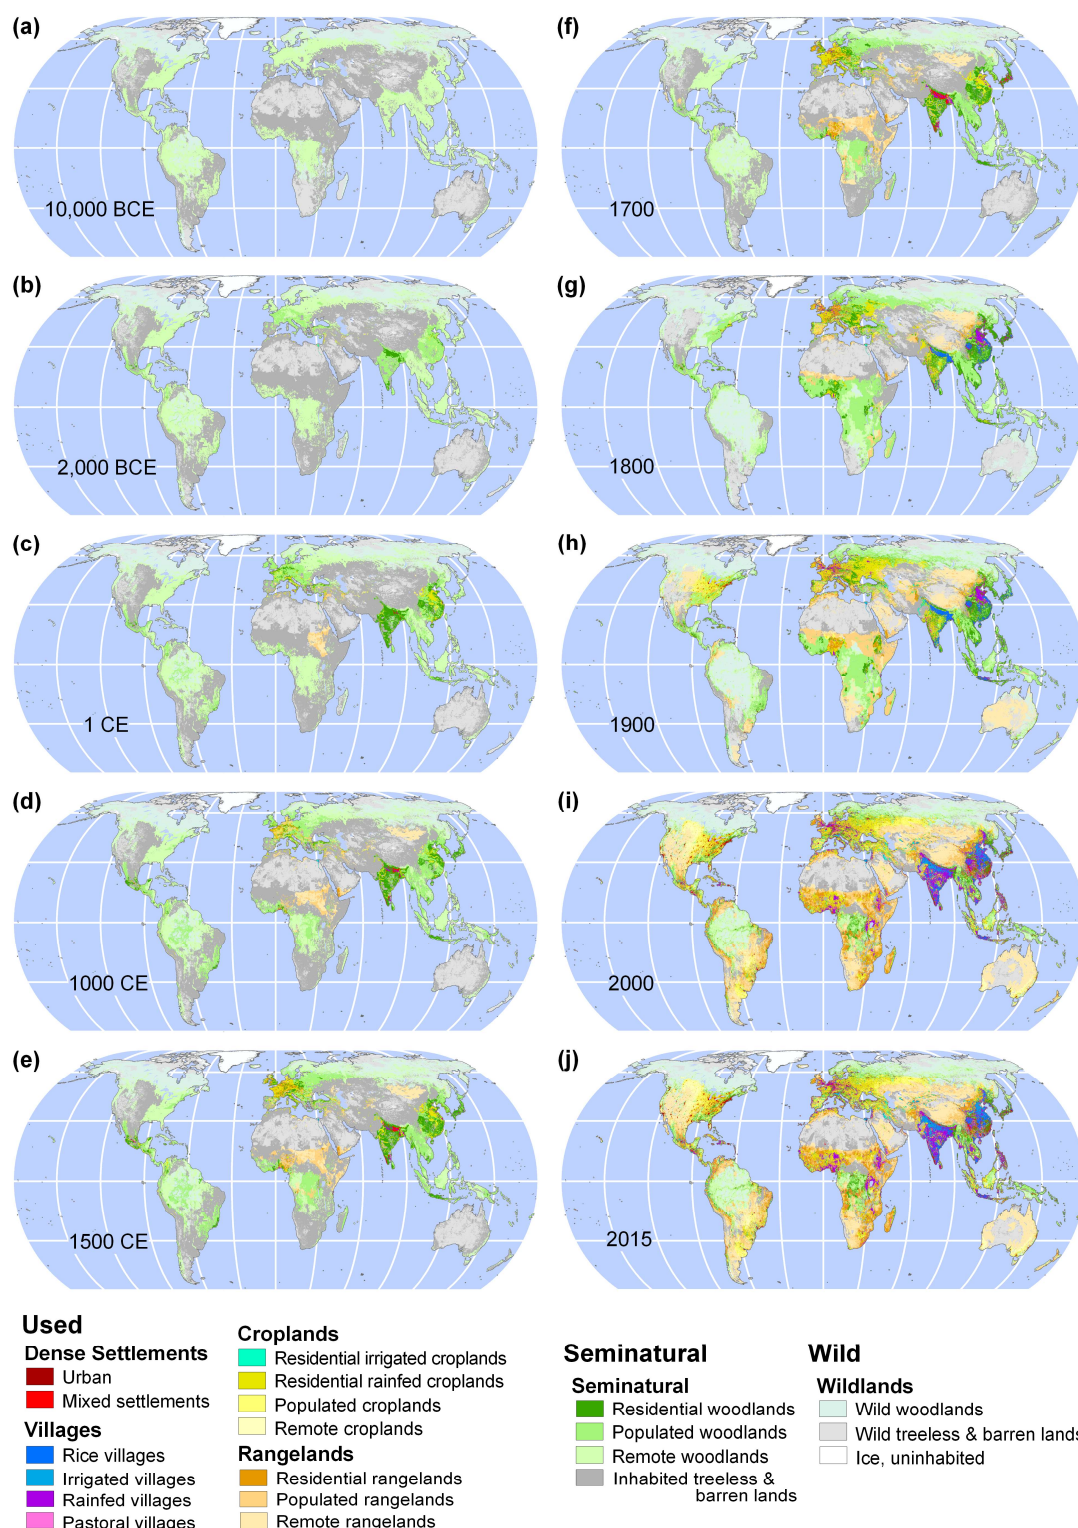 (a)
10,000 BCE
(b)
2,000 BCE
(c)
1 CE
(d)
1000 CE
(e)
1500 CE
(f)
1700
(g)
1800
(h)
1900
(i)
2000
(j)
2015
Used
Dense Settlements
Urban
Mixed settlements
Villages
Rice villages
Irrigated villages
Rainfed villages
Pastoral villages
Croplands
Residential irrigated croplands
Residential rainfed croplands
Populated croplands
Remote croplands
Rangelands
Residential rangelands
Populated rangelands
Remote rangelands
Seminatural
Seminatural
Residential woodlands
Populated woodlands
Remote woodlands
Inhabited treeless &
barren lands
Wild
Wildlands
Wild woodlands
Wild treeless & barren lands
Ice, uninhabited